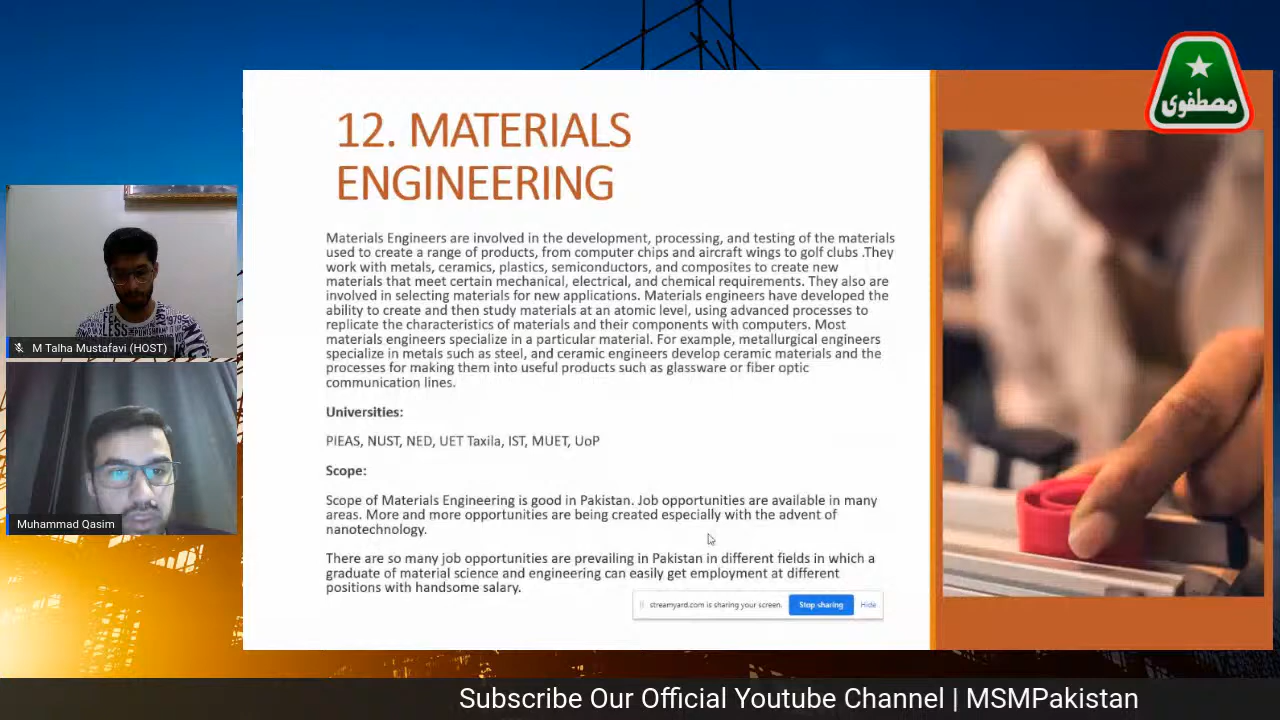 مصطفوی
12. MATERIALS
ENGINEERING
Materials Engineers are involved in the development, processing, and testing of the materials
used to create a range of products, from computer chips and aircraft wings to golf clubs .They
work with metals, ceramics, plastics, semiconductors, and composites to create new
materials that meet certain mechanical, electrical, and chemical requirements. They also are
involved in selecting materials for new applications. Materials engineers have developed the
ability to create and then study materials at an atomic level, using advanced processes to
replicate the characteristics of materials and their components with computers. Most
materials engineers specialize in a particular material. For example, metallurgical engineers
specialize in metals such as steel, and ceramic engineers develop ceramic materials and the
processes for making them into useful products such as glassware or fiber optic
communication lines.
Universities:
PIEAS, NUST, NED, UET Taxila, IST, MUET, UoP
Scope:
Scope of Materials Engineering is good in Pakistan. Job opportunities are available in many
areas. More and more opportunities are being created especially with the advent of
nanotechnology.
There are so many job opportunities are prevailing in Pakistan in different fields in which a
graduate of material science and engineering can easily get employment at different
positions with handsome salary.
streamyard.com is sharing your screen. Stop sharing Hide
M Talha Mustafavi (HOST)
Muhammad Qasim
Subscribe Our Official Youtube Channel | MSMPakistan